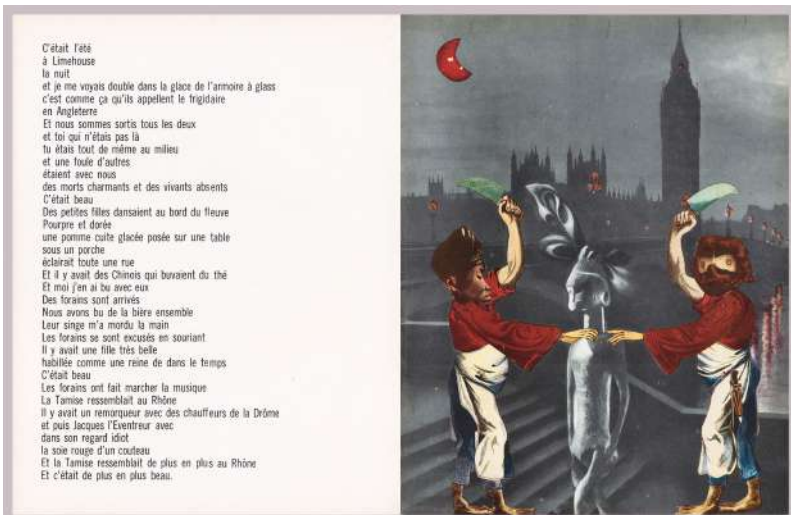 C'était l'été
à Limehouse
la nuit
et je me voyais double dans la glace de l'armoire à glass
c'est comme ça qu'ils appellent le frigidaire
en Angleterre
Et nous sommes sortis tous les deux
et toi qui n'étais pas là
tu étais tout de même au milieu
et une foule d'autres
étaient avec nous
des morts charmants et des vivants absents
C'était beau
Des petites filles dansaient au bord du fleuve
Pourpre et dorée
une pomme cuite glacée posée sur une table
sous un porche
éclairait toute une rue
Et il y avait des Chinois qui buvaient du thé
Et moi j'en ai bu avec eux
Des forains sont arrivés
Nous avons bu de la bière ensemble
Leur singe m'a mordu la main
Les forains se sont excusés en souriant
Il y avait une fille très belle
habillée comme une reine de dans le temps
C'était beau
Les forains ont fait marcher la musique
La Tamise ressemblait au Rhône
Il y avait un remorqueur avec des chauffeurs de la Drôme
et puis Jacques l'Eventreur avec
dans son regard idiot
la soie rouge d'un couteau
Et la Tamise ressemblait de plus en plus au Rhône
Et c'était de plus en plus beau.